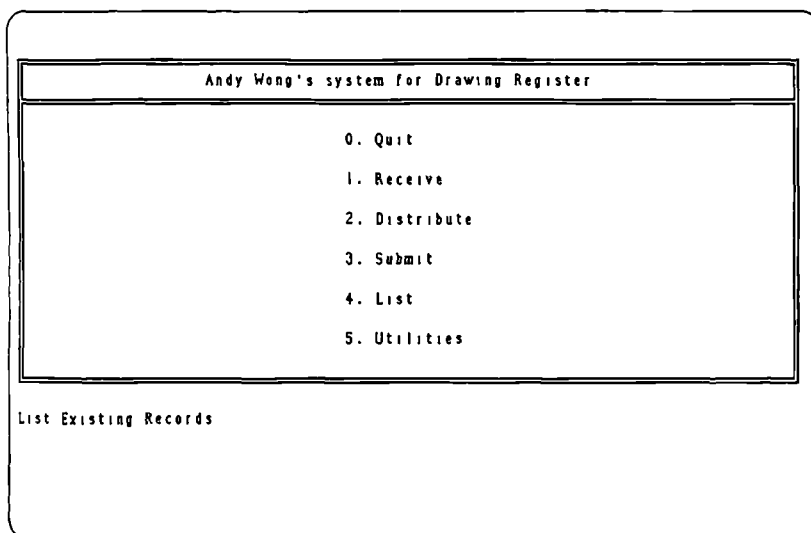 Andy Wong's system for Drawing Register
0. Quit
1. Receive
2. Distribute
3. Submit
4. List
5. Utilities
List Existing Records